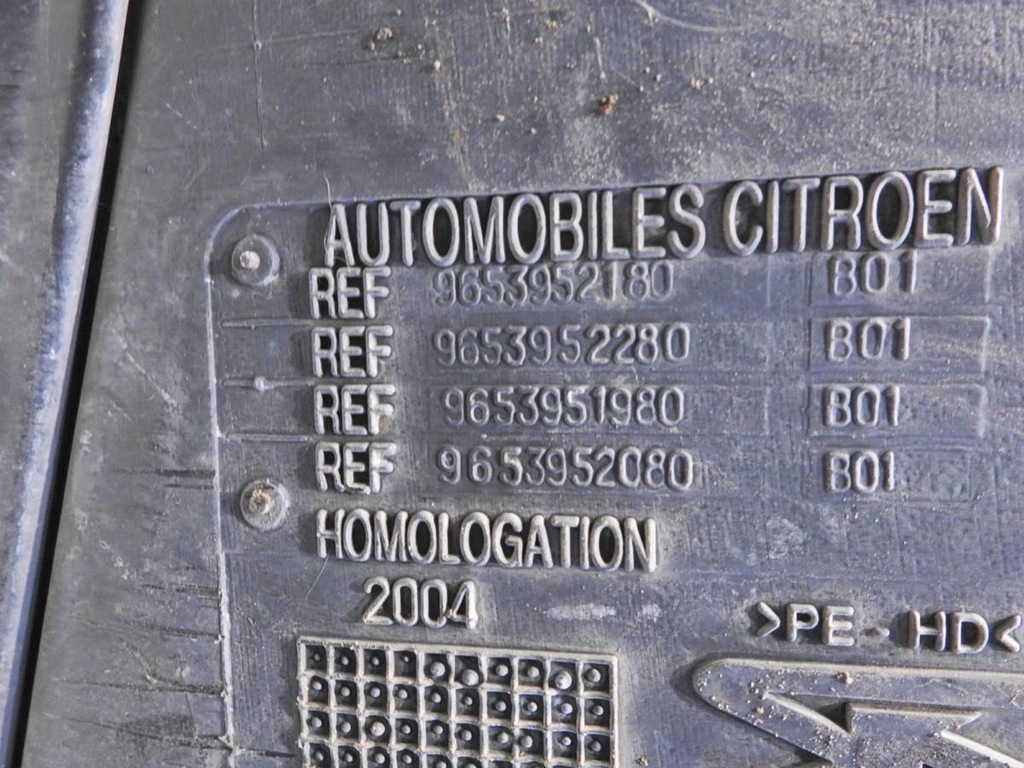 AUTOMOBILES CITROEN
REF 9653952180 B01
REF 9653952280 B01
REF 9653951980 B01
REF 9653952080 B01
HOMOLOGATION
2004
>PE-HD<